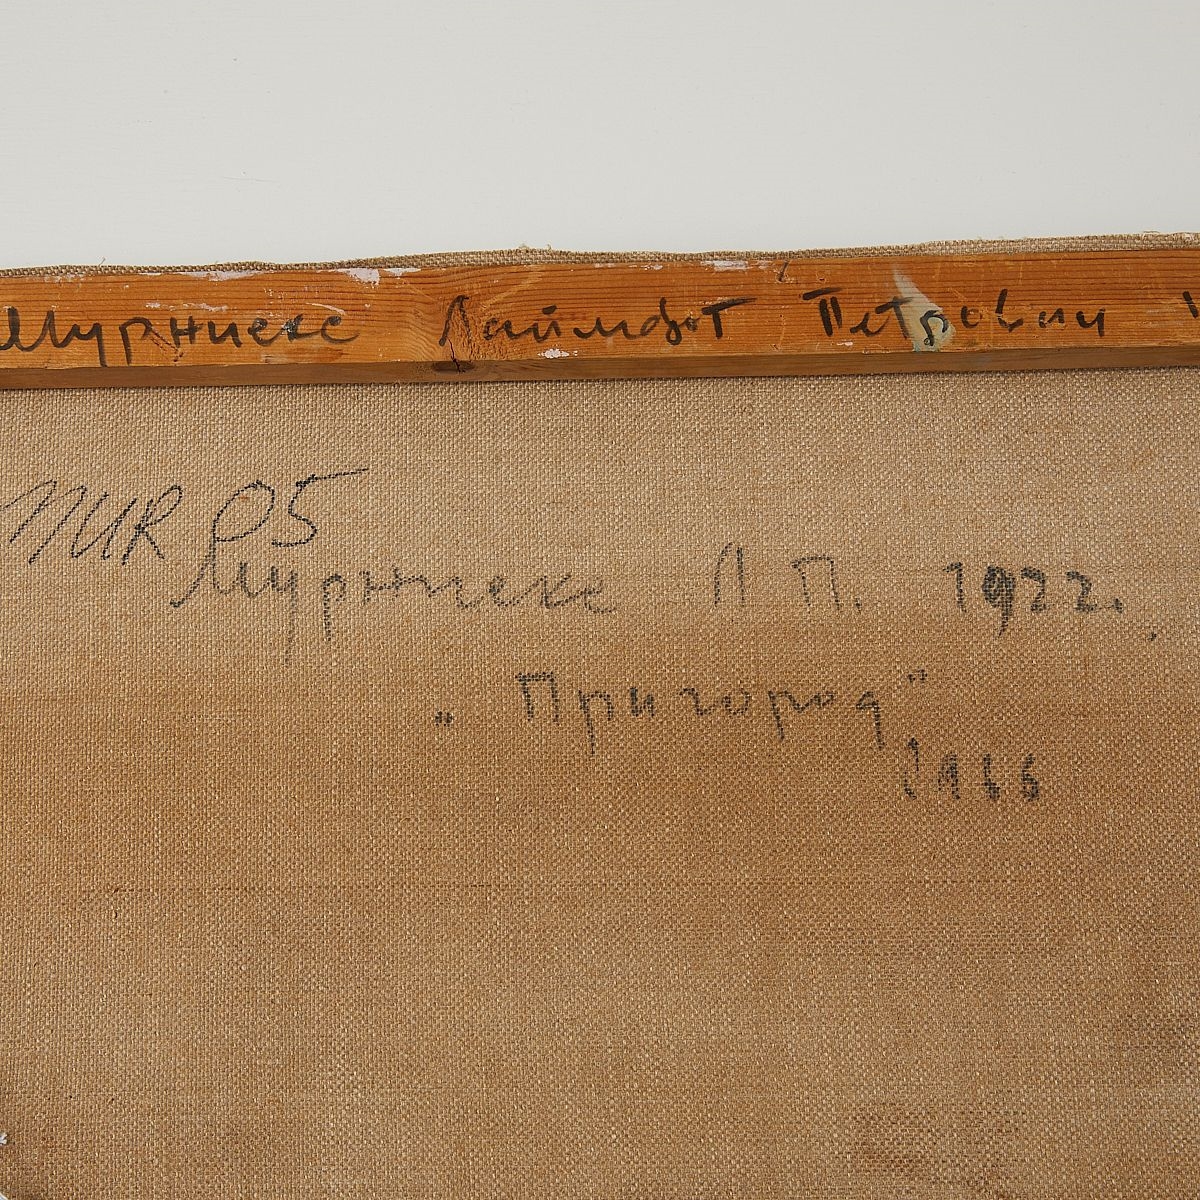 Мурниекс Лаймдот Петрович
MUR 05
Мурниекс Л П. 1922.
„Пригород"
1966